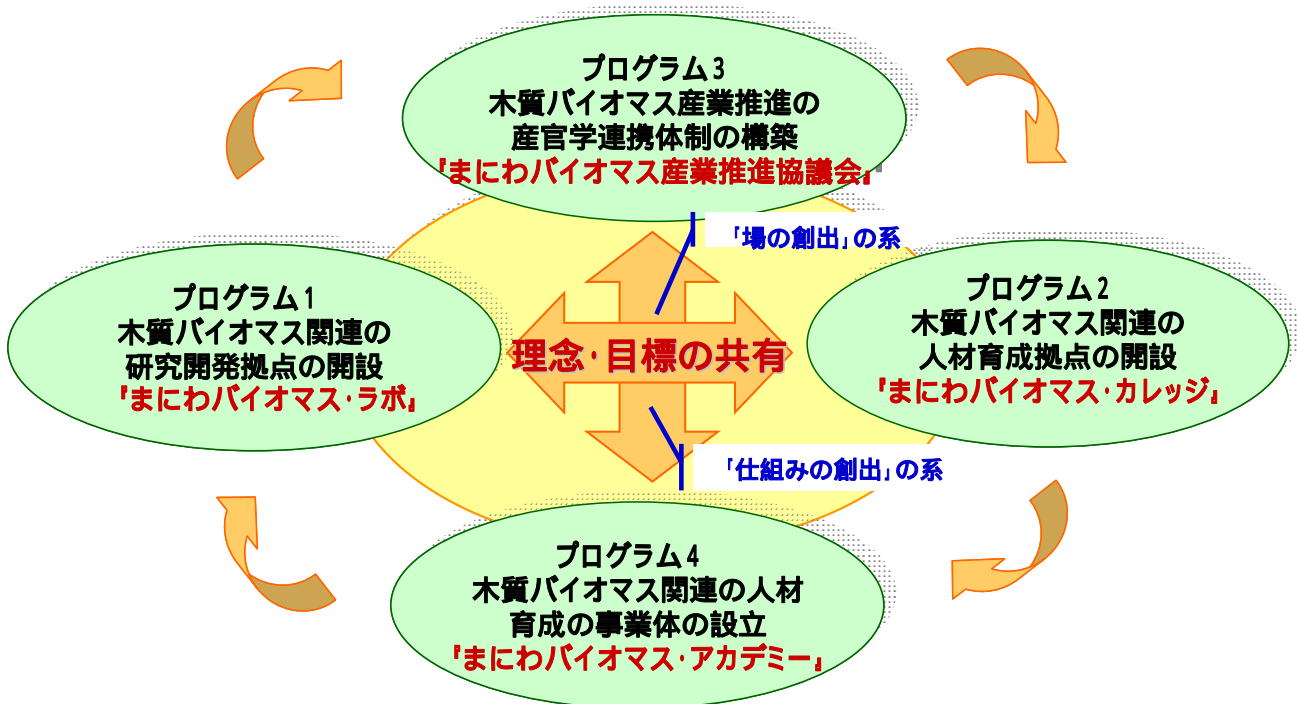 プログラム3
木質バイオマス産業推進の
産官学連携体制の構築
『まにわバイオマス産業推進協議会』
「場の創出」の系
プログラム1
木質バイオマス関連の
研究開発拠点の開設
『まにわバイオマス・ラボ』
理念・目標の共有
プログラム2
木質バイオマス関連の
人材育成拠点の開設
『まにわバイオマス・カレッジ』
「仕組みの創出」の系
プログラム4
木質バイオマス関連の人材
育成の事業体の設立
『まにわバイオマス・アカデミー』